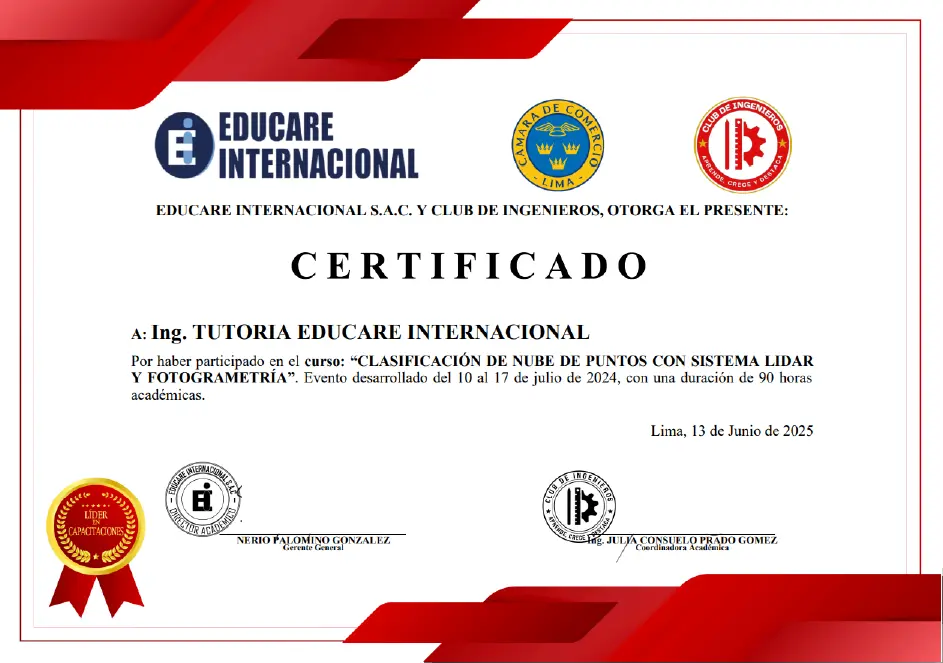 EDUCARE
INTERNACIONAL
CÁMARA DE COMERCIO
- LIMA -
CLUB DE INGENIEROS
APRENDE, CRECE Y DESTACA
EDUCARE INTERNACIONAL S.A.C. Y CLUB DE INGENIEROS, OTORGA EL PRESENTE:
CERTIFICADO
A: Ing. TUTORIA EDUCARE INTERNACIONAL
Por haber participado en el curso: “CLASIFICACIÓN DE NUBE DE PUNTOS CON SISTEMA LIDAR
Y FOTOGRAMETRÍA”. Evento desarrollado del 10 al 17 de julio de 2024, con una duración de 90 horas
académicas.
Lima, 13 de Junio de 2025
LÍDER
EN
CAPACITACIONES
EDUCARE INTERNACIONAL S.A.C.
Ei
DIRECTOR ACADÉMICO
NERIO PALOMINO GONZALEZ
Gerente General
CLUB DE INGENIEROS
APRENDE, CRECE Y DESTACA
Ing. JULIA CONSUELO PRADO GOMEZ
Coordinadora Académica